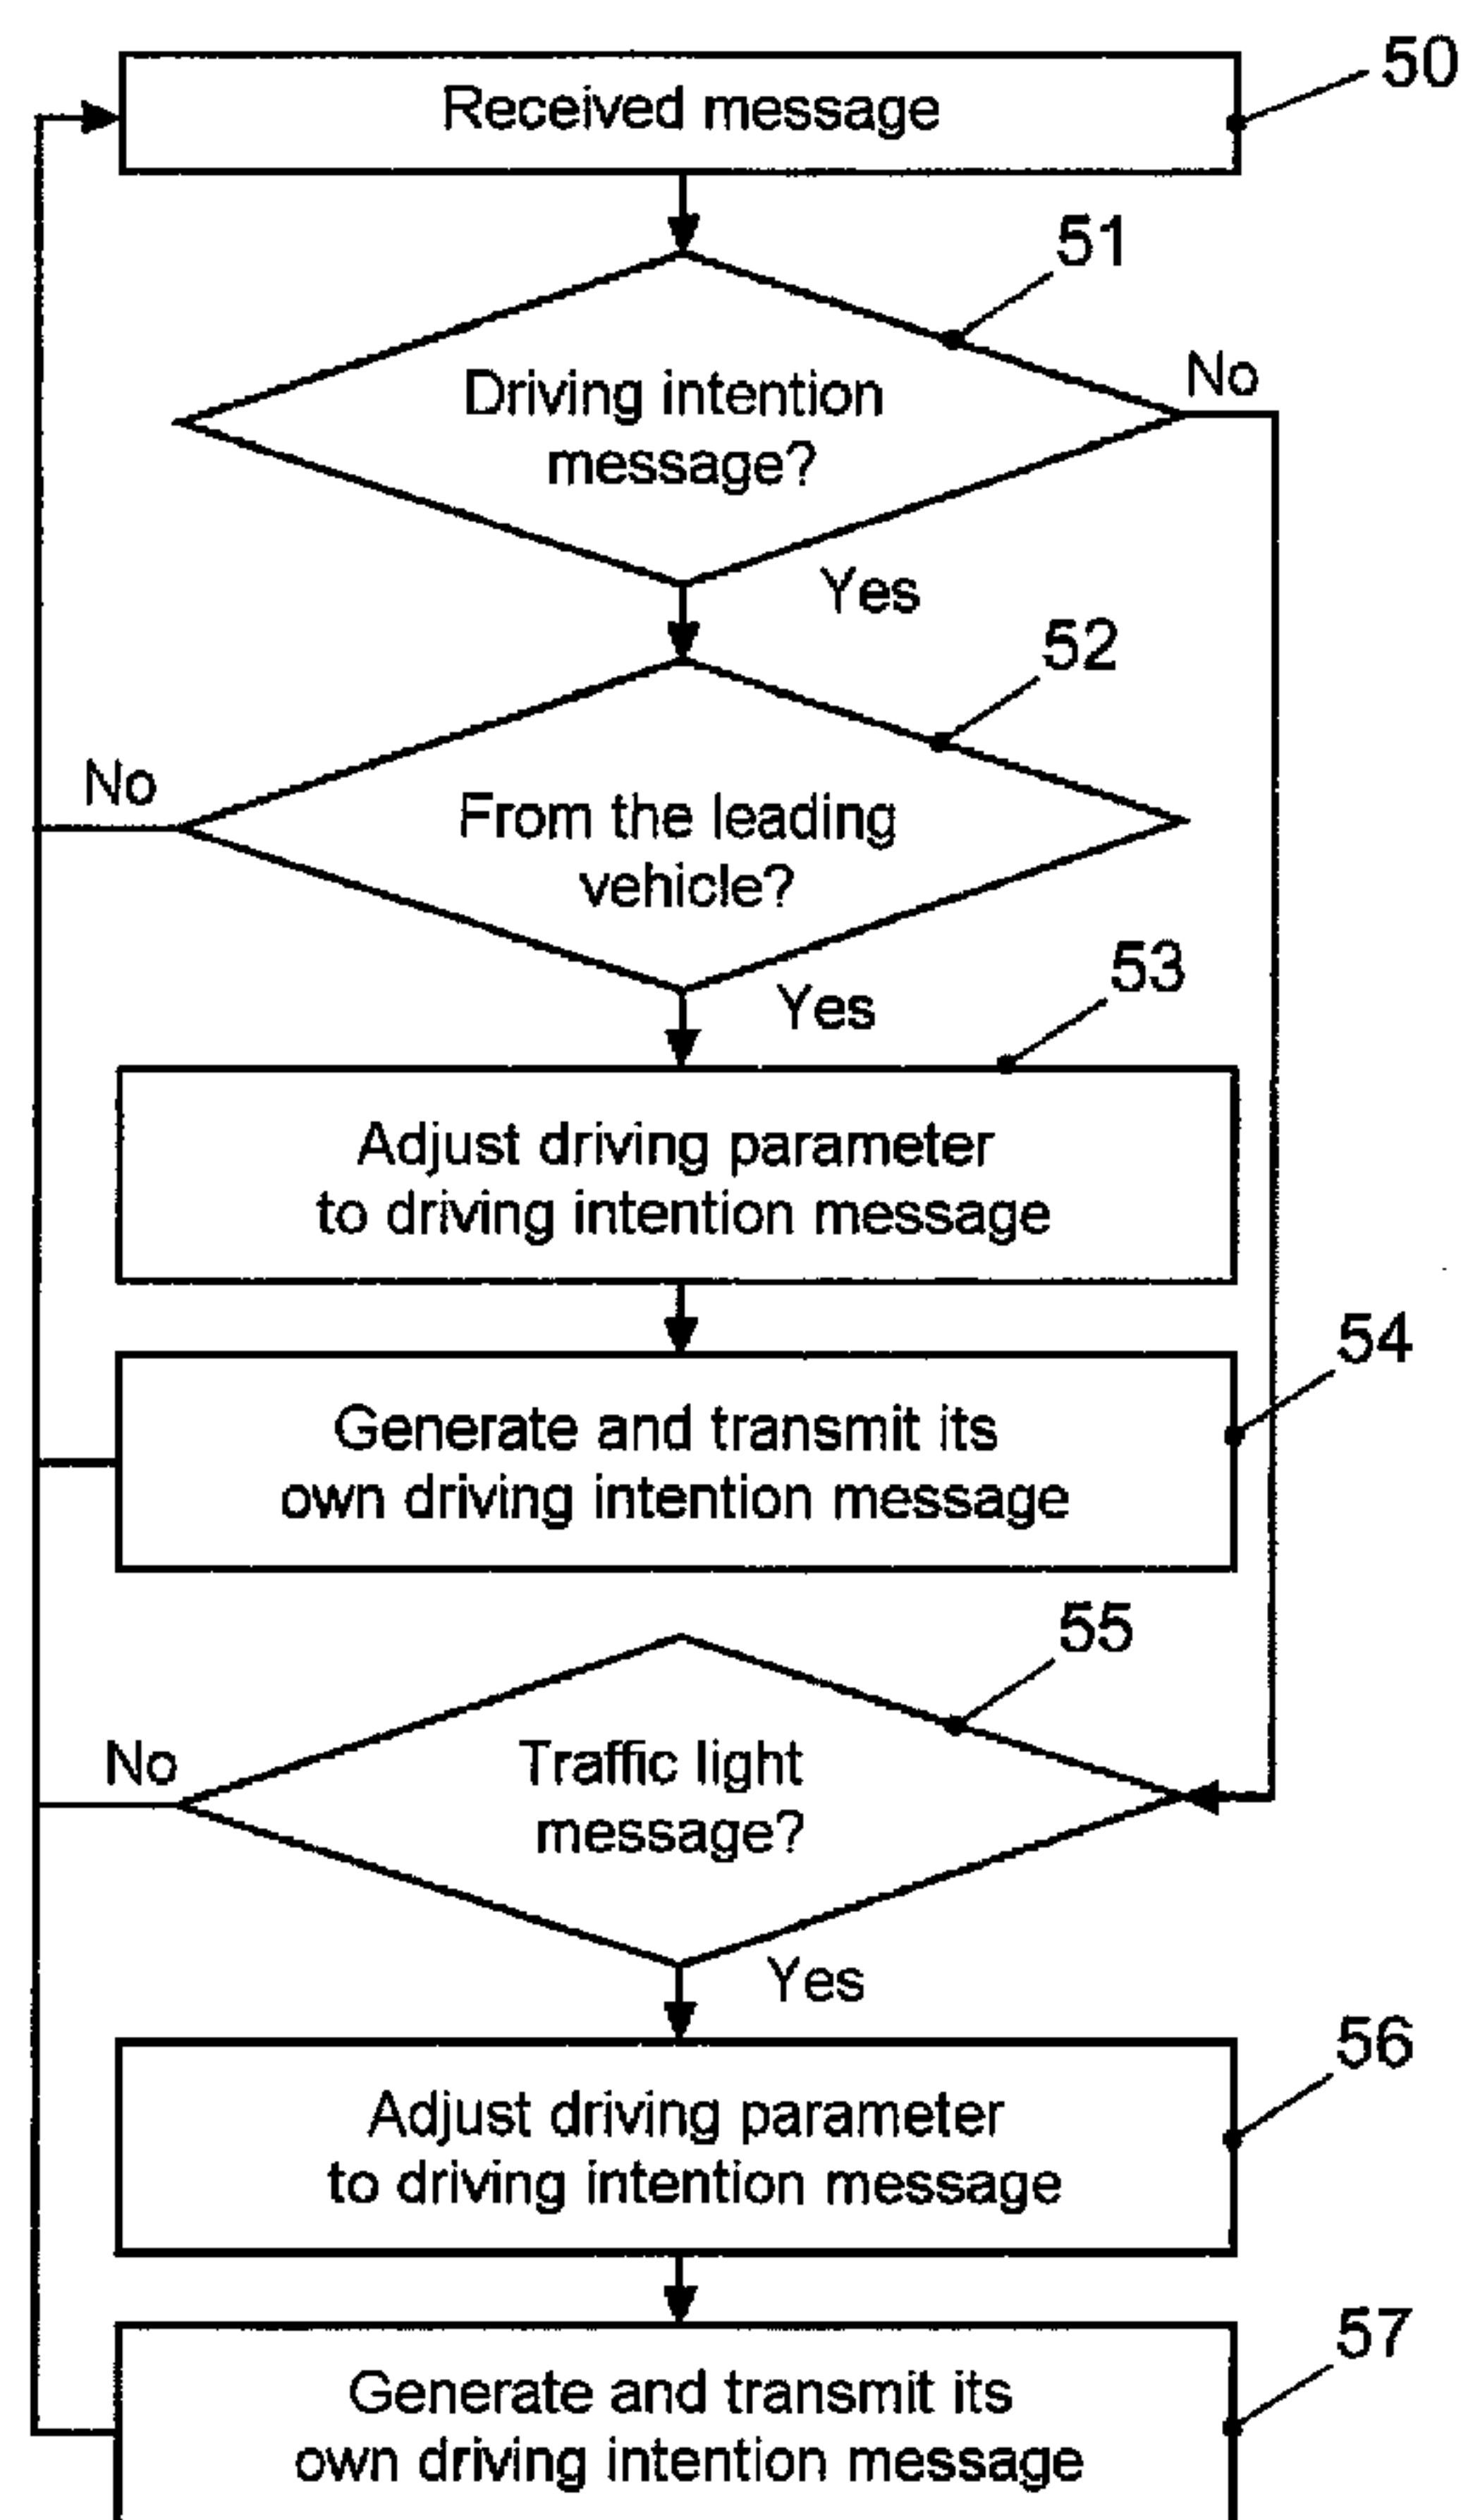 50
Received message
51
No
Driving intention
message?
Yes
52
No
From the leading
vehicle?
53
Yes
Adjust driving parameter
to driving intention message
54
Generate and transmit its
own driving intention message
55
No
Traffic light
message?
Yes
56
Adjust driving parameter
to driving intention message
57
Generate and transmit its
own driving intention message